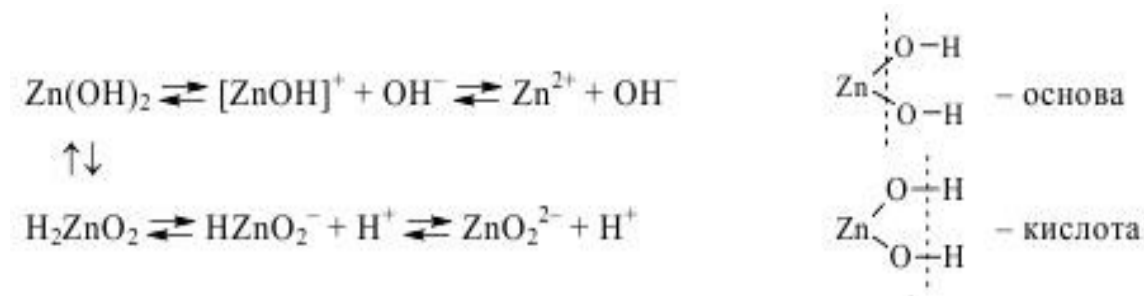 Zn(OH)₂ ⇄ [ZnOH]⁺ + OH⁻ ⇄ Zn²⁺ + OH⁻
↑↓
H₂ZnO₂ ⇄ HZnO₂⁻ + H⁺ ⇄ ZnO₂²⁻ + H⁺
O–H
Zn
O–H
– основа
O–H
Zn
O–H
– кислота